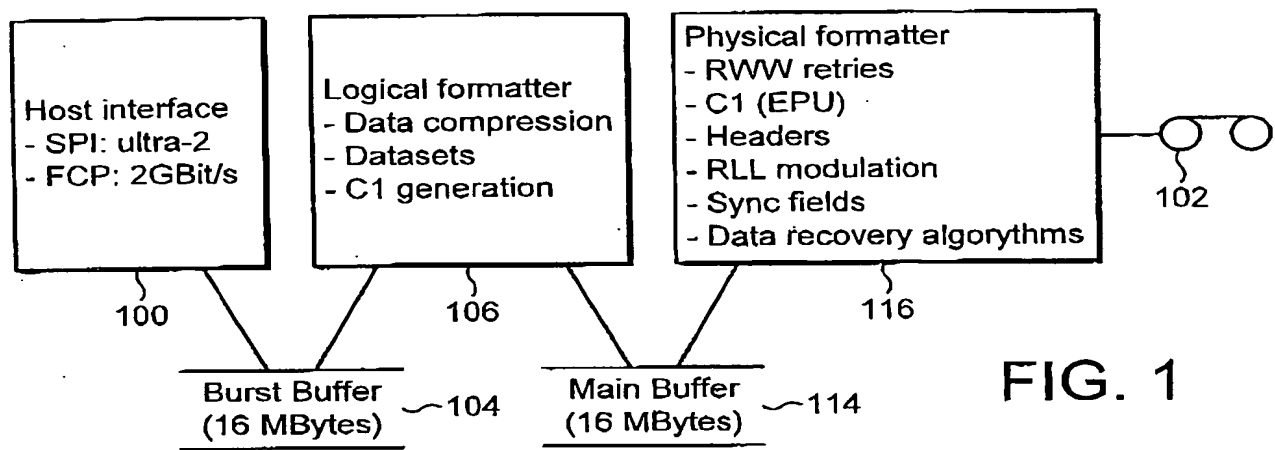 Host interface
- SPI: ultra-2
- FCP: 2GBit/s
100
Logical formatter
- Data compression
- Datasets
- C1 generation
106
Physical formatter
- RWW retries
- C1 (EPU)
- Headers
- RLL modulation
- Sync fields
- Data recovery algorythms
116
102
Burst Buffer
(16 MBytes)
104
Main Buffer
(16 MBytes)
114
FIG. 1